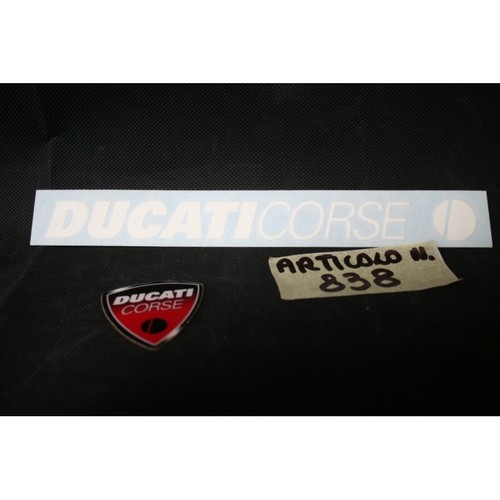 DUCATICORSE
ARTICOLO N.
838
DUCATI
CORSE